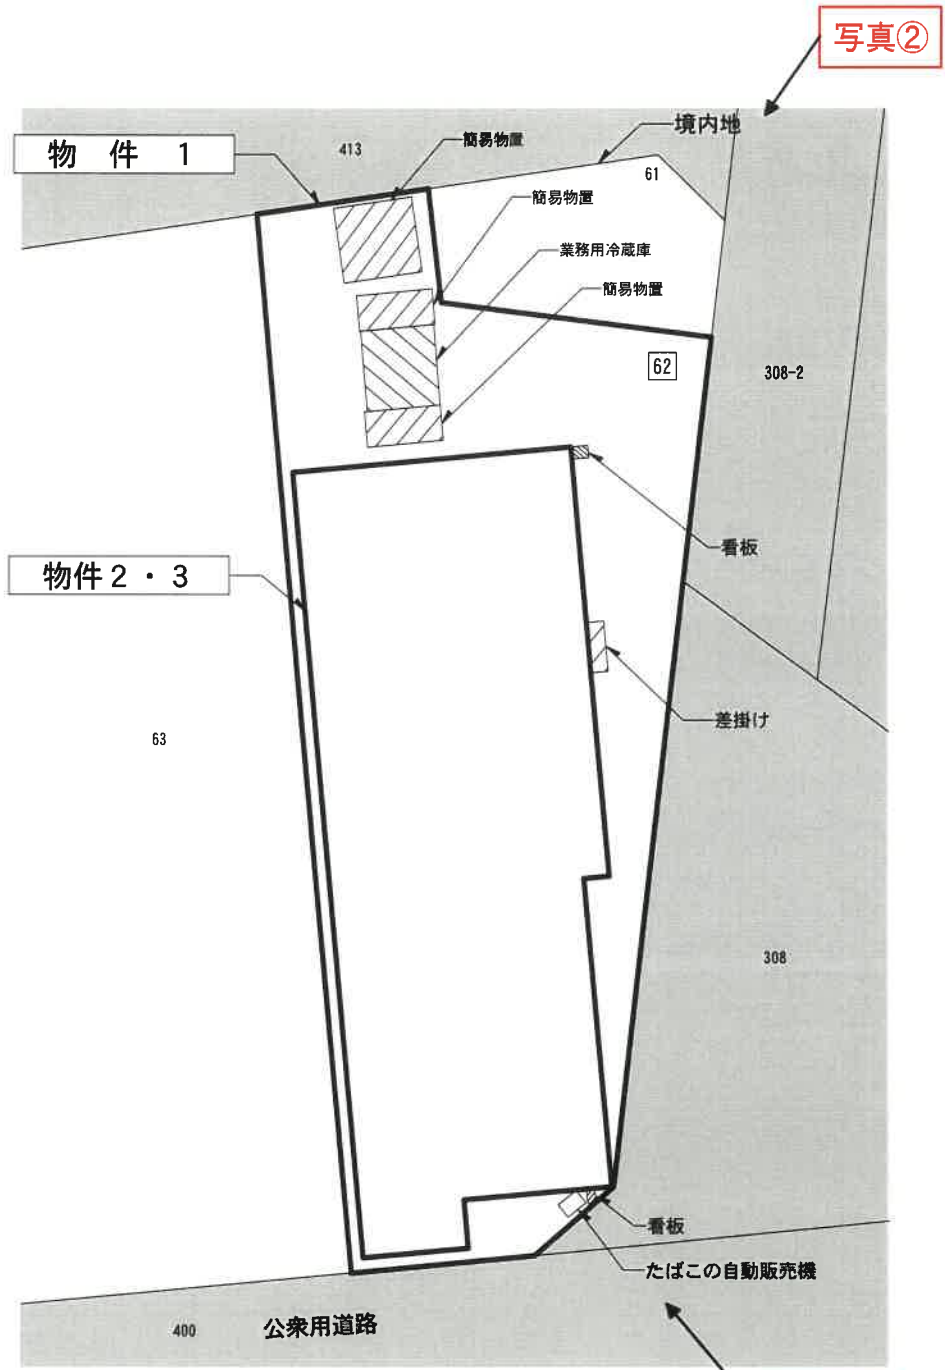 写真②
境内地
簡易物置
物 件 1
413
61
簡易物置
業務用冷蔵庫
簡易物置
62
308-2
看板
物件2・3
差掛け
63
308
看板
たばこの自動販売機
公衆用道路
400